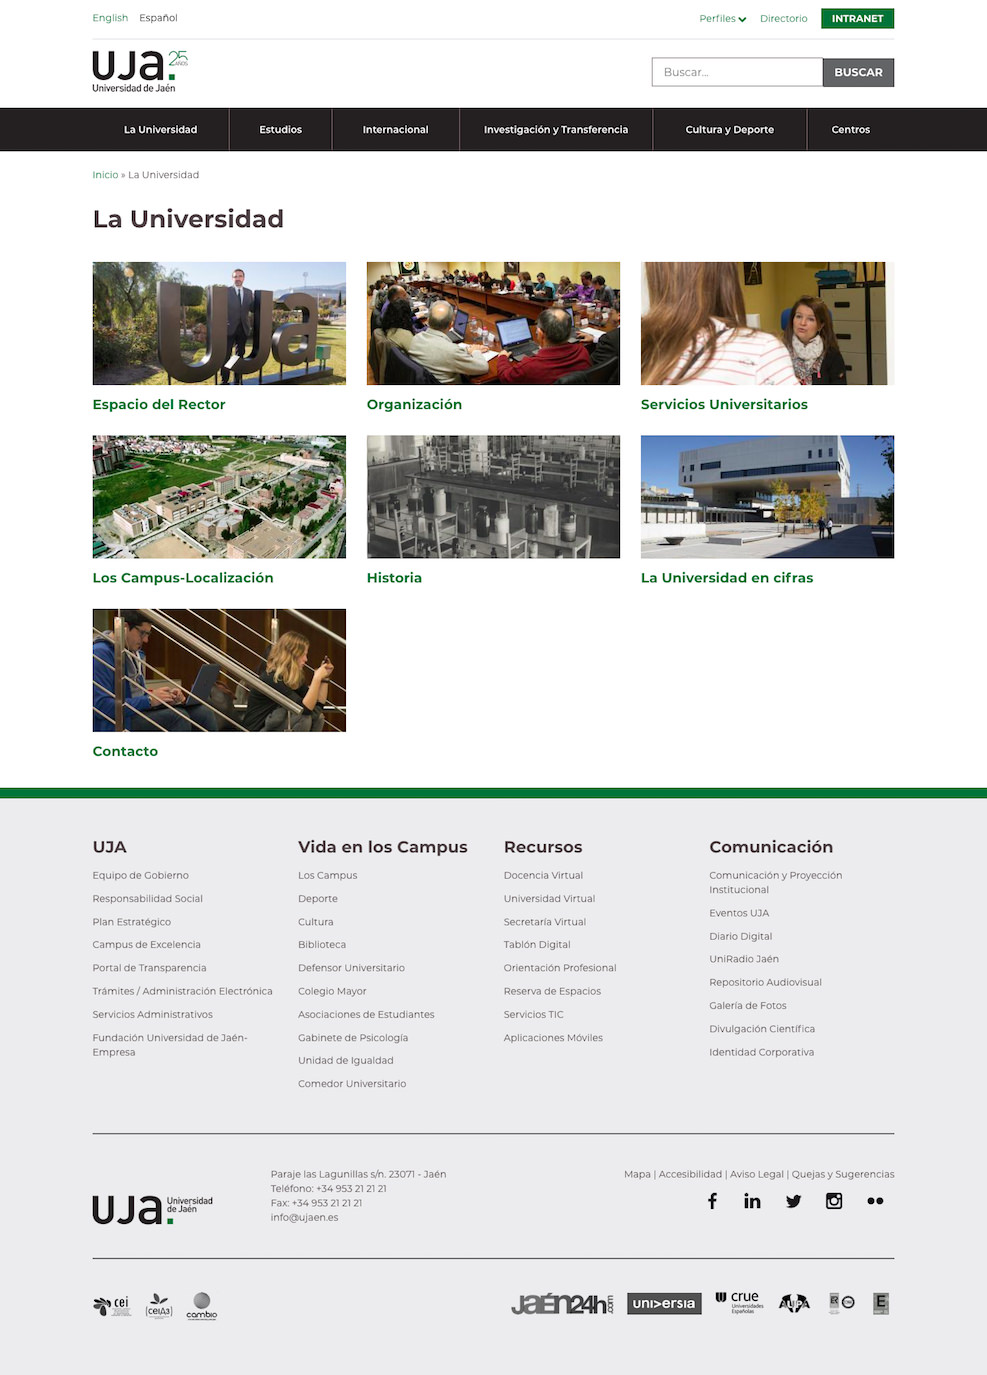 English Español
Perfiles Directorio INTRANET
uja.
25
AÑOS
Universidad de Jaén
Buscar... BUSCAR
La Universidad Estudios Internacional Investigación y Transferencia Cultura y Deporte Centros
Inicio » La Universidad
La Universidad
UJa
Espacio del Rector
Organización
Servicios Universitarios
Los Campus-Localización
Historia
La Universidad en cifras
Contacto
UJA
Equipo de Gobierno
Responsabilidad Social
Plan Estratégico
Campus de Excelencia
Portal de Transparencia
Trámites / Administración Electrónica
Servicios Administrativos
Fundación Universidad de Jaén-
Empresa
Vida en los Campus
Los Campus
Deporte
Cultura
Biblioteca
Defensor Universitario
Colegio Mayor
Asociaciones de Estudiantes
Gabinete de Psicología
Unidad de Igualdad
Comedor Universitario
Recursos
Docencia Virtual
Universidad Virtual
Secretaría Virtual
Tablón Digital
Orientación Profesional
Reserva de Espacios
Servicios TIC
Aplicaciones Móviles
Comunicación
Comunicación y Proyección
Institucional
Eventos UJA
Diario Digital
UniRadio Jaén
Repositorio Audiovisual
Galería de Fotos
Divulgación Científica
Identidad Corporativa
uja.
Universidad
de Jaén
Paraje las Lagunillas s/n. 23071 - Jaén
Teléfono: +34 953 21 21 21
Fax: +34 953 21 21 21
info@ujaen.es
Mapa | Accesibilidad | Aviso Legal | Quejas y Sugerencias
cei
ceiA3
cambio
Jaén24h.com
universia
crue
Universidades
Españolas
AUPA
E